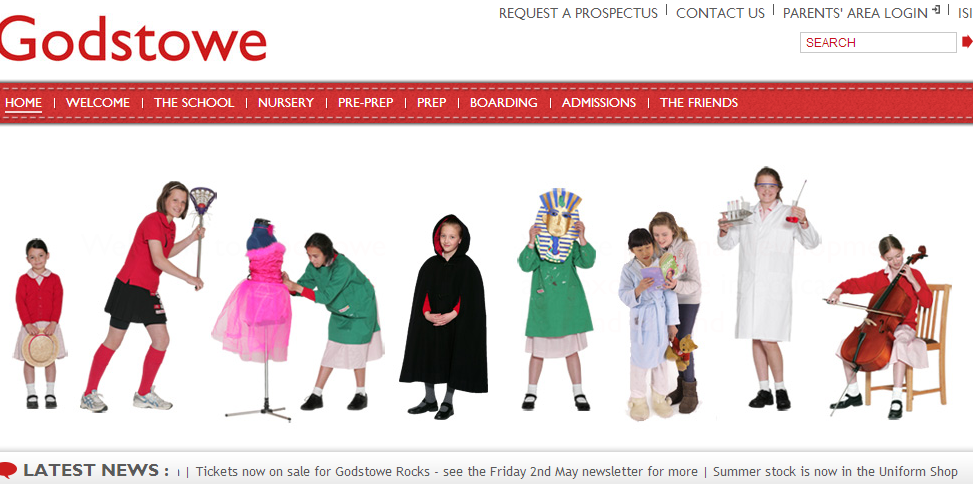 REQUEST A PROSPECTUS | CONTACT US | PARENTS' AREA LOGIN | ISI
Godstowe
SEARCH
HOME | WELCOME | THE SCHOOL | NURSERY | PRE-PREP | PREP | BOARDING | ADMISSIONS | THE FRIENDS
LATEST NEWS : | Tickets now on sale for Godstowe Rocks - see the Friday 2nd May newsletter for more | Summer stock is now in the Uniform Shop